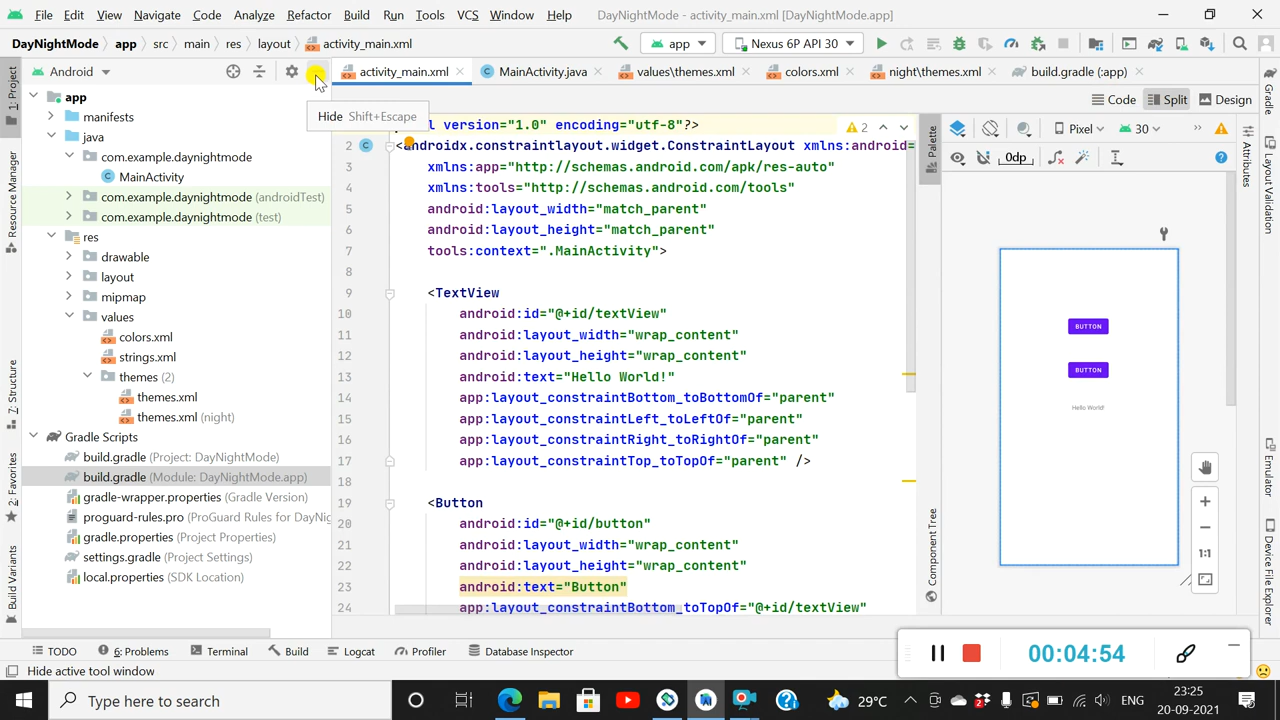 File Edit View Navigate Code Analyze Refactor Build Run Tools VCS Window Help DayNightMode - activity_main.xml [DayNightMode.app]
DayNightMode app src main res layout activity_main.xml app Nexus 6P API 30
Android activity_main.xml MainActivity.java values\themes.xml colors.xml night\themes.xml build.gradle (:app)
Code Split Design
Hide Shift+Escape
1: Project
Resource Manager
7: Structure
2: Favorites
Build Variants
app
manifests
java
com.example.daynightmode
MainActivity
com.example.daynightmode (androidTest)
com.example.daynightmode (test)
res
drawable
layout
mipmap
values
colors.xml
strings.xml
themes (2)
themes.xml
themes.xml (night)
Gradle Scripts
build.gradle (Project: DayNightMode)
build.gradle (Module: DayNightMode.app)
gradle-wrapper.properties (Gradle Version)
proguard-rules.pro (ProGuard Rules for DayNig
gradle.properties (Project Properties)
settings.gradle (Project Settings)
local.properties (SDK Location)
l version="1.0" encoding="utf-8"?> 2
2 <androidx.constraintlayout.widget.ConstraintLayout xmlns:android=
3 xmlns:app="http://schemas.android.com/apk/res-auto"
4 xmlns:tools="http://schemas.android.com/tools"
5 android:layout_width="match_parent"
6 android:layout_height="match_parent"
7 tools:context=".MainActivity">
8
9 <TextView
10 android:id="@+id/textView"
11 android:layout_width="wrap_content"
12 android:layout_height="wrap_content"
13 android:text="Hello World!"
14 app:layout_constraintBottom_toBottomOf="parent"
15 app:layout_constraintLeft_toLeftOf="parent"
16 app:layout_constraintRight_toRightOf="parent"
17 app:layout_constraintTop_toTopOf="parent" />
18
19 <Button
20 android:id="@+id/button"
21 android:layout_width="wrap_content"
22 android:layout_height="wrap_content"
23 android:text="Button"
24 app:layout_constraintBottom_toTopOf="@+id/textView"
Palette
Component Tree
Pixel 30 »
0dp
BUTTON
BUTTON
Hello World!
1:1
Attributes
Gradle
Layout Validation
Emulator
Device File Explorer
TODO 6: Problems Terminal Build Logcat Profiler Database Inspector
Hide active tool window
00:04:54
Type here to search
29°C ENG
23:25
20-09-2021